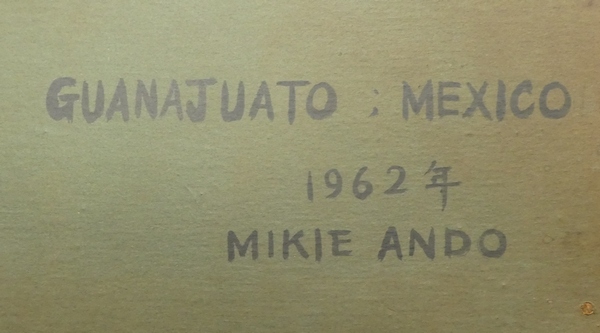 GUANAJUATO : MEXICO
1962年
MIKIE ANDO